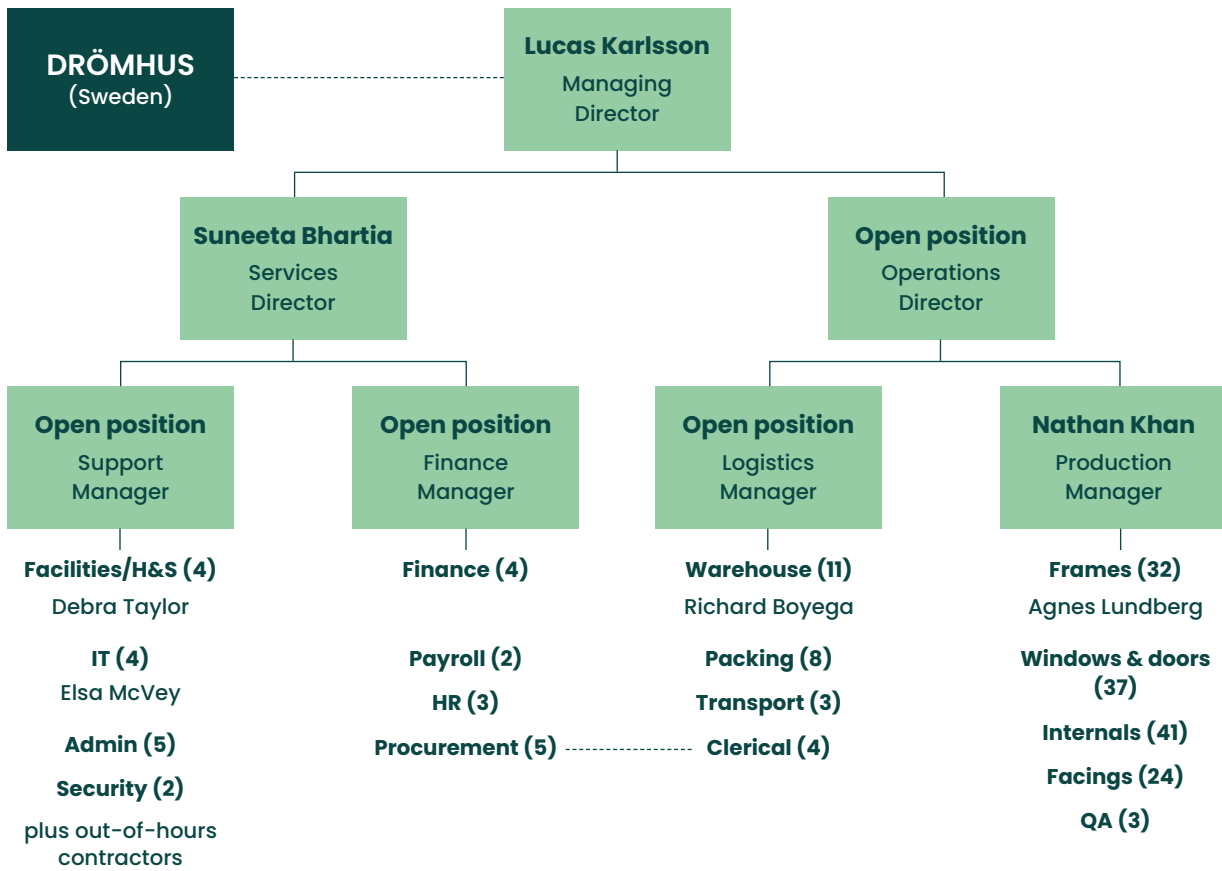 DRÖMHUS
(Sweden)
Lucas Karlsson
Managing
Director
Suneeta Bhartia
Services
Director
Open position
Operations
Director
Open position
Support
Manager
Open position
Finance
Manager
Open position
Logistics
Manager
Nathan Khan
Production
Manager
Facilities/H&S (4)
Debra Taylor
IT (4)
Elsa McVey
Admin (5)
Security (2)
plus out-of-hours
contractors
Finance (4)
Payroll (2)
HR (3)
Procurement (5)
Warehouse (11)
Richard Boyega
Packing (8)
Transport (3)
Clerical (4)
Frames (32)
Agnes Lundberg
Windows & doors
(37)
Internals (41)
Facings (24)
QA (3)